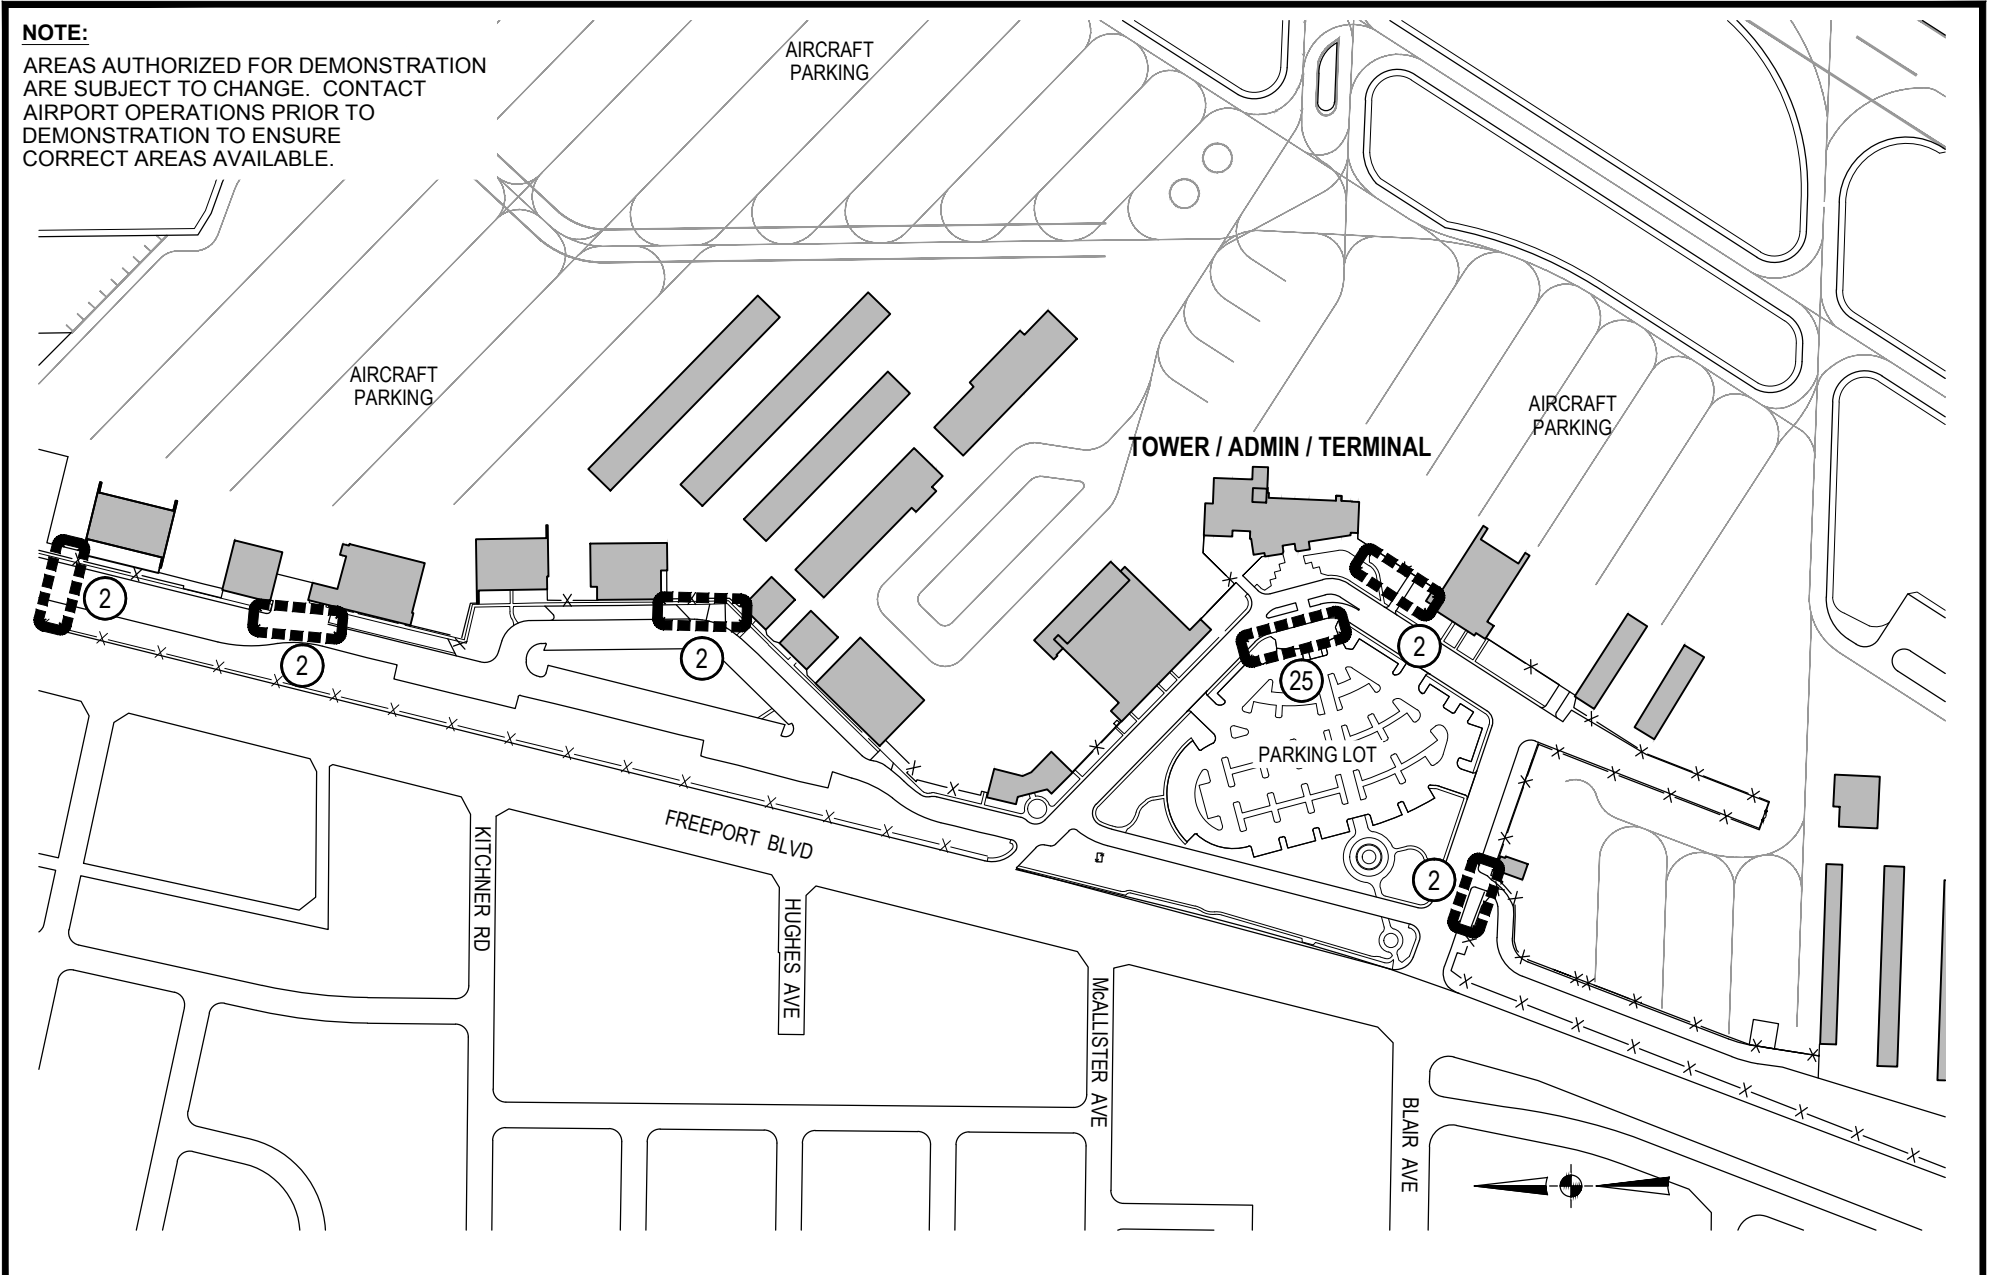 NOTE:
AREAS AUTHORIZED FOR DEMONSTRATION
ARE SUBJECT TO CHANGE. CONTACT
AIRPORT OPERATIONS PRIOR TO
DEMONSTRATION TO ENSURE
CORRECT AREAS AVAILABLE.
AIRCRAFT
PARKING
AIRCRAFT
PARKING
AIRCRAFT
PARKING
TOWER / ADMIN / TERMINAL
2
2
2
2
25
PARKING LOT
2
FREEPORT BLVD
KITCHNER RD
HUGHES AVE
McALLISTER AVE
BLAIR AVE